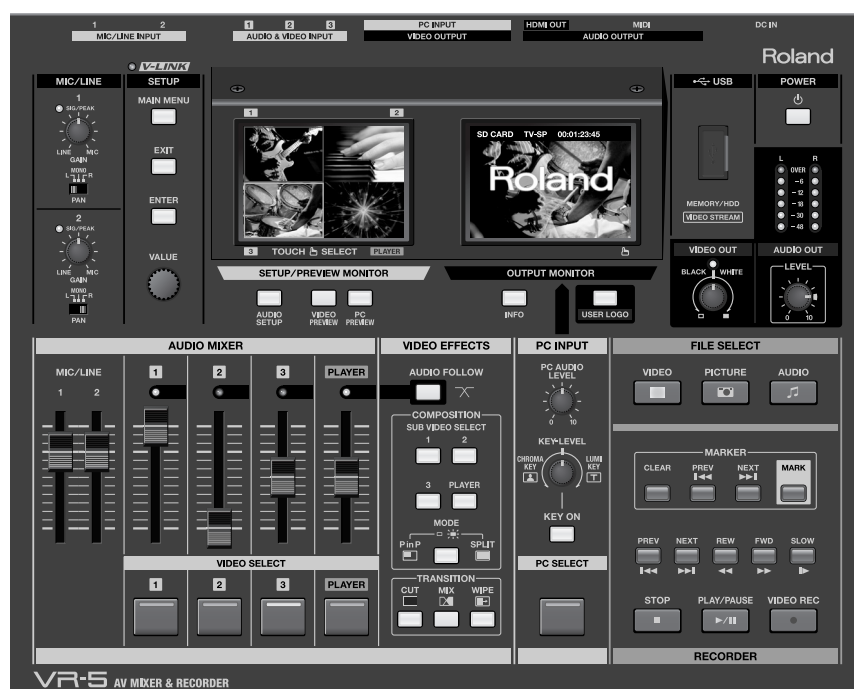 1 2 1 2 3 PC INPUT HDMI OUT MIDI DC IN
MIC/LINE INPUT AUDIO & VIDEO INPUT VIDEO OUTPUT AUDIO OUTPUT
Roland
V-LINK
MIC/LINE SETUP USB POWER
1 SIG/PEAK MAIN MENU
LINE MIC
GAIN
MONO
L R
PAN
EXIT
2
SIG/PEAK
ENTER
LINE MIC
GAIN
MONO
L R
PAN
VALUE
1 2
3 TOUCH SELECT PLAYER
SD CARD TV-SP 00:01:23:45
Roland
SETUP/PREVIEW MONITOR OUTPUT MONITOR
AUDIO SETUP VIDEO PREVIEW PC PREVIEW INFO USER LOGO
MEMORY/HDD
VIDEO STREAM
L R
OVER
-6
-12
-18
-30
-48
VIDEO OUT AUDIO OUT
BLACK WHITE LEVEL
0 10
AUDIO MIXER VIDEO EFFECTS PC INPUT FILE SELECT
MIC/LINE
1 2 1 2 3 PLAYER
AUDIO FOLLOW
COMPOSITION
SUB VIDEO SELECT
1 2
3 PLAYER
MODE
P in P SPLIT
TRANSITION
CUT MIX WIPE
VIDEO SELECT
1 2 3 PLAYER
PC AUDIO
LEVEL
0 10
KEY-LEVEL
CHROMA KEY LUMI KEY
KEY ON
PC SELECT
VIDEO PICTURE AUDIO
MARKER
CLEAR PREV NEXT MARK
PREV NEXT REW FWD SLOW
STOP PLAY/PAUSE VIDEO REC
RECORDER
VR-5 AV MIXER & RECORDER